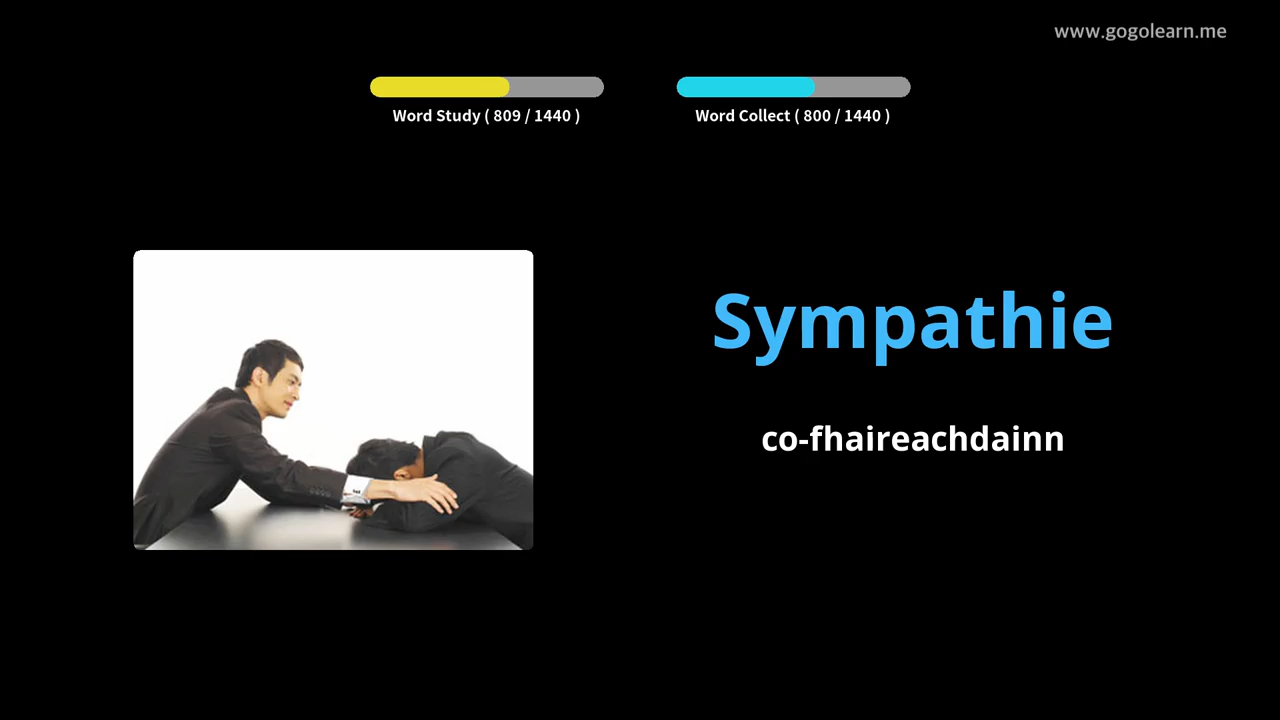 www.gogolearn.me
Word Study ( 809 / 1440 )
Word Collect ( 800 / 1440 )
Sympathie
co-fhaireachdainn